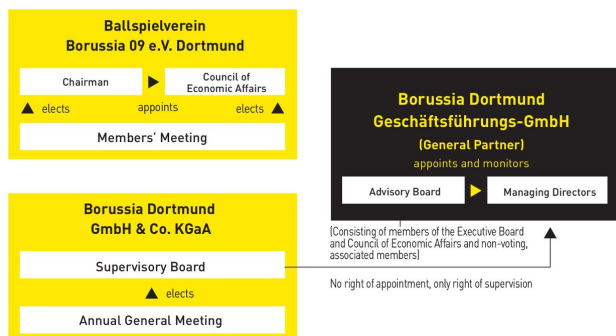 Ballspielverein
Borussia 09 e.V. Dortmund
Chairman
Council of
Economic Affairs
elects
appoints
elects
Members' Meeting
Borussia Dortmund
Geschäftsführungs-GmbH
(General Partner)
appoints and monitors
Advisory Board
Managing Directors
(Consisting of members of the Executive Board
and Council of Economic Affairs and non-voting,
associated members)
No right of appointment, only right of supervision
Borussia Dortmund
GmbH & Co. KGaA
Supervisory Board
elects
Annual General Meeting